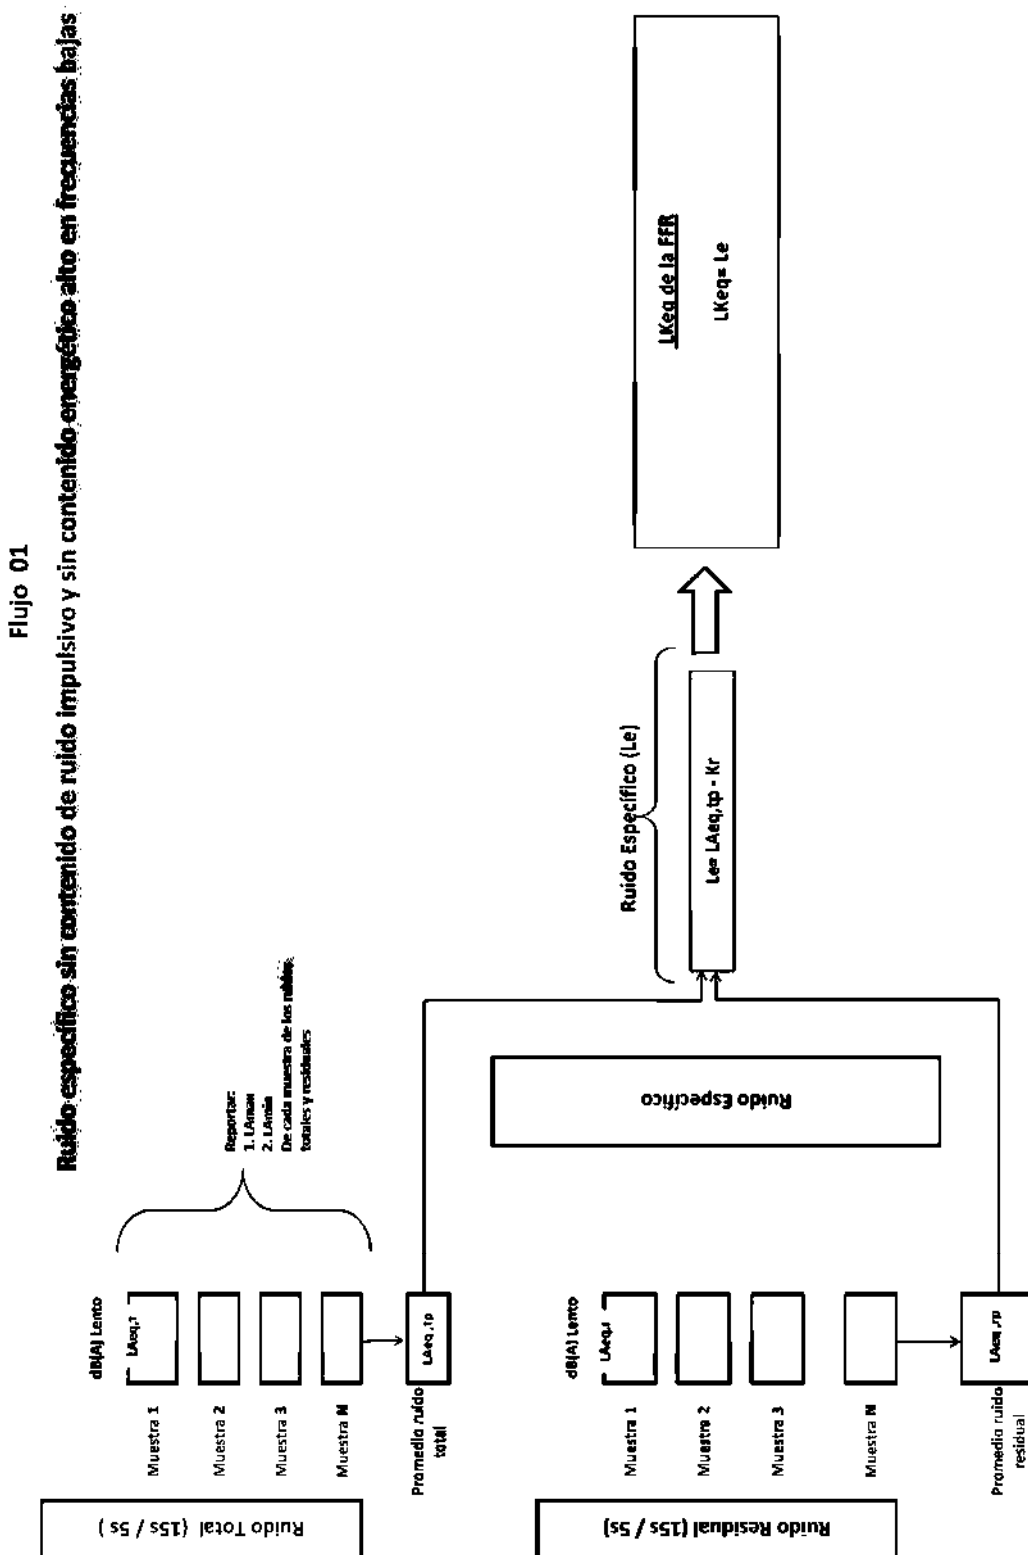 Flujo 01
Ruido específico sin contenido de ruido impulsivo y sin contenido energético alto en frecuencias bajas
Ruido Total (15s / 5s)
dB(A) Lento
Muestra 1
LAeq,t
Muestra 2
Muestra 3
Muestra N
Promedio ruido
total
LAeq,tp
Reportar:
1. LAmax
2. LAmin
De cada muestra de los ruidos
totales y residuales
Ruido Residual (15s / 5s)
dB(A) Lento
Muestra 1
LAeq,r
Muestra 2
Muestra 3
Muestra N
Promedio ruido
residual
LAeq,rp
Ruido Específico
Ruido Específico (Le)
Le= LAeq,tp - Kr
LKeq de la FFR
LKeq= Le